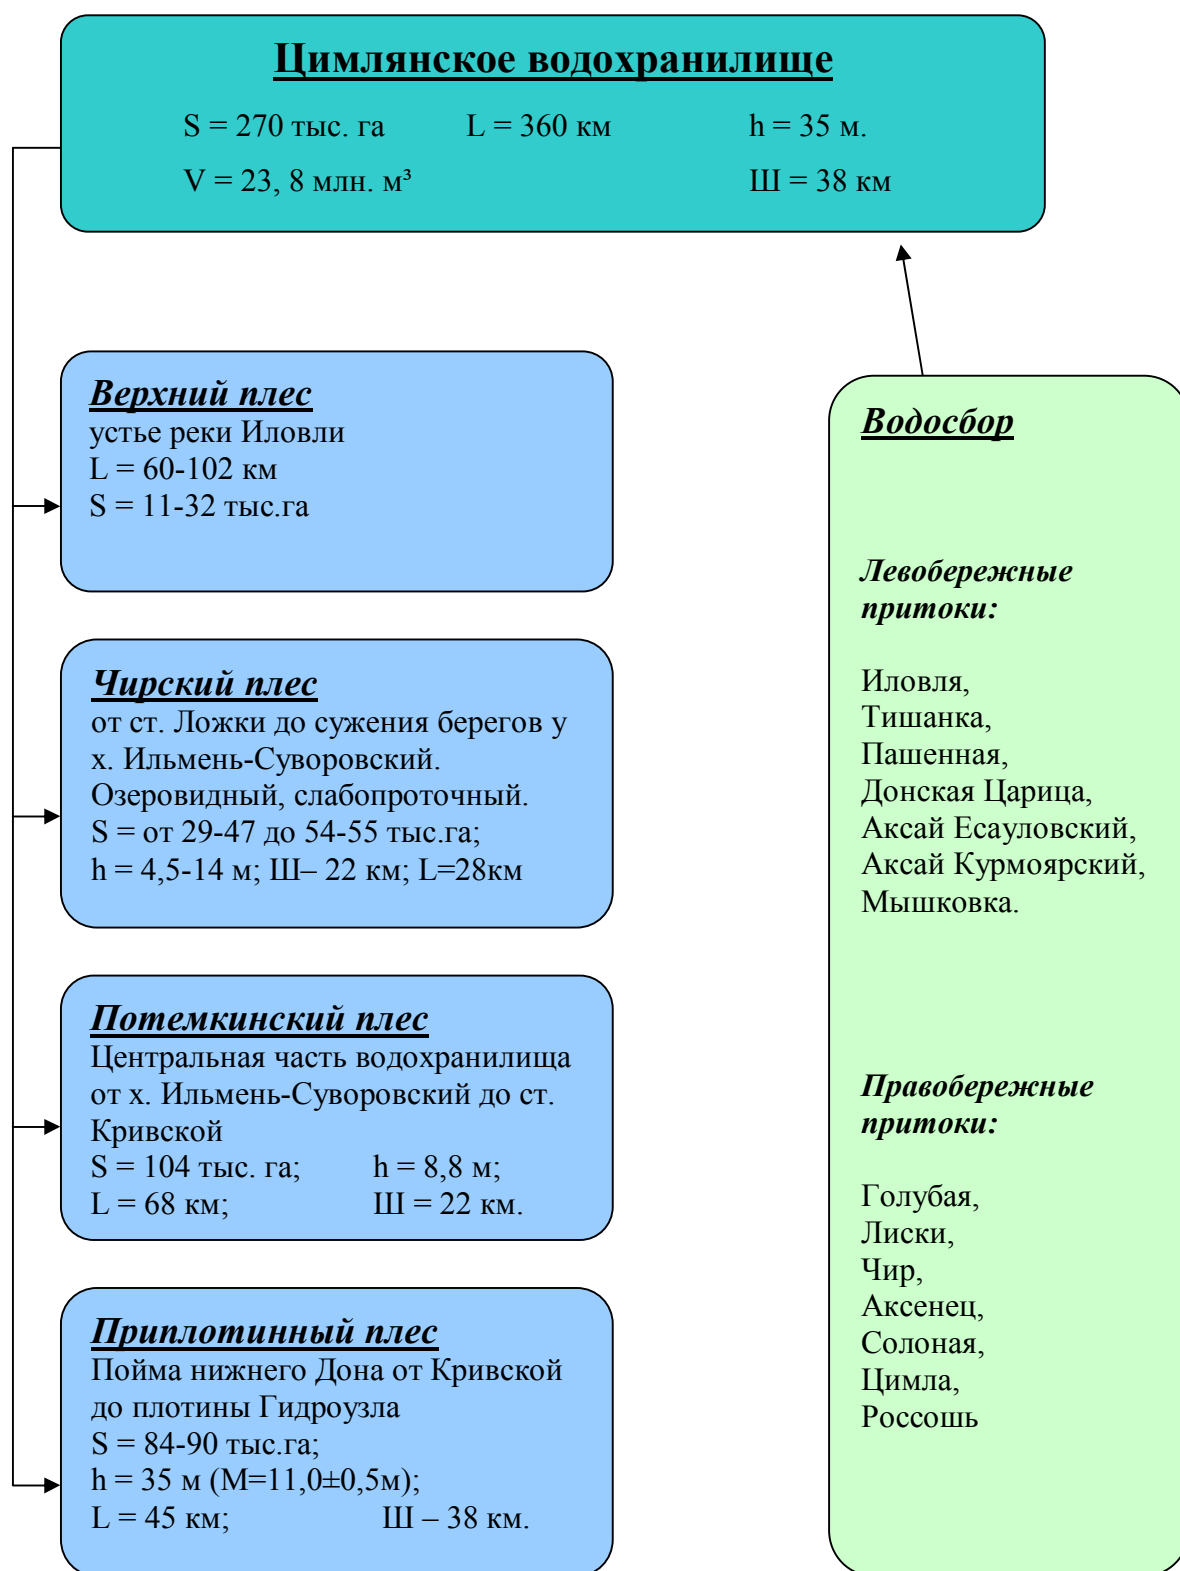 Цимлянское водохранилище
S = 270 тыс. га L = 360 км h = 35 м.
V = 23, 8 млн. м³ Ш = 38 км
Верхний плес
устье реки Иловли
L = 60-102 км
S = 11-32 тыс.га
Чирский плес
от ст. Ложки до сужения берегов у
х. Ильмень-Суворовский.
Озеровидный, слабопроточный.
S = от 29-47 до 54-55 тыс.га;
h = 4,5-14 м; Ш– 22 км; L=28км
Потемкинский плес
Центральная часть водохранилища
от х. Ильмень-Суворовский до ст.
Кривской
S = 104 тыс. га; h = 8,8 м;
L = 68 км; Ш = 22 км.
Приплотинный плес
Пойма нижнего Дона от Кривской
до плотины Гидроузла
S = 84-90 тыс.га;
h = 35 м (М=11,0±0,5м);
L = 45 км; Ш – 38 км.
Водосбор
Левобережные
притоки:
Иловля,
Тишанка,
Пашенная,
Донская Царица,
Аксай Есауловский,
Аксай Курмоярский,
Мышковка.
Правобережные
притоки:
Голубая,
Лиски,
Чир,
Аксенец,
Солоная,
Цимла,
Россошь